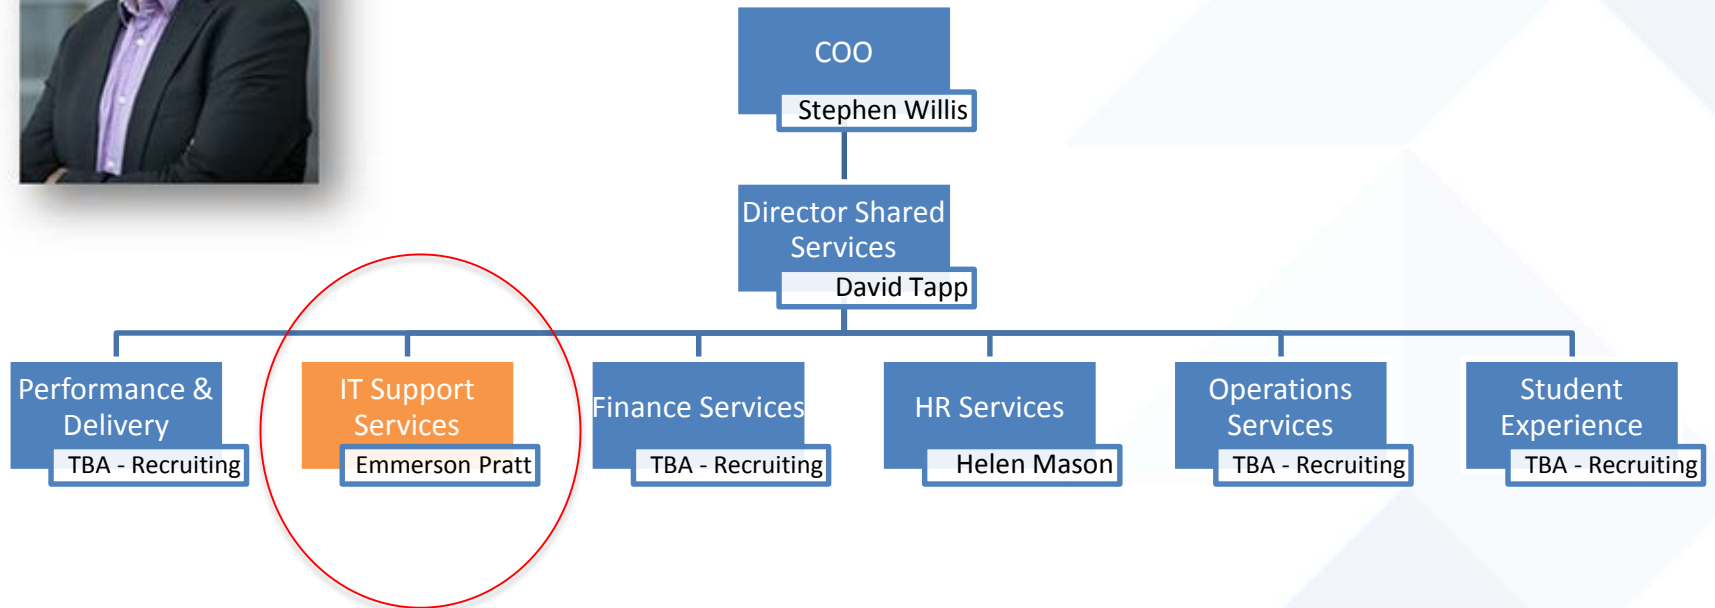 COO
Stephen Willis
Director Shared
Services
David Tapp
Performance &
Delivery
TBA - Recruiting
IT Support
Services
Emmerson Pratt
Finance Services
TBA - Recruiting
HR Services
Helen Mason
Operations
Services
TBA - Recruiting
Student
Experience
TBA - Recruiting